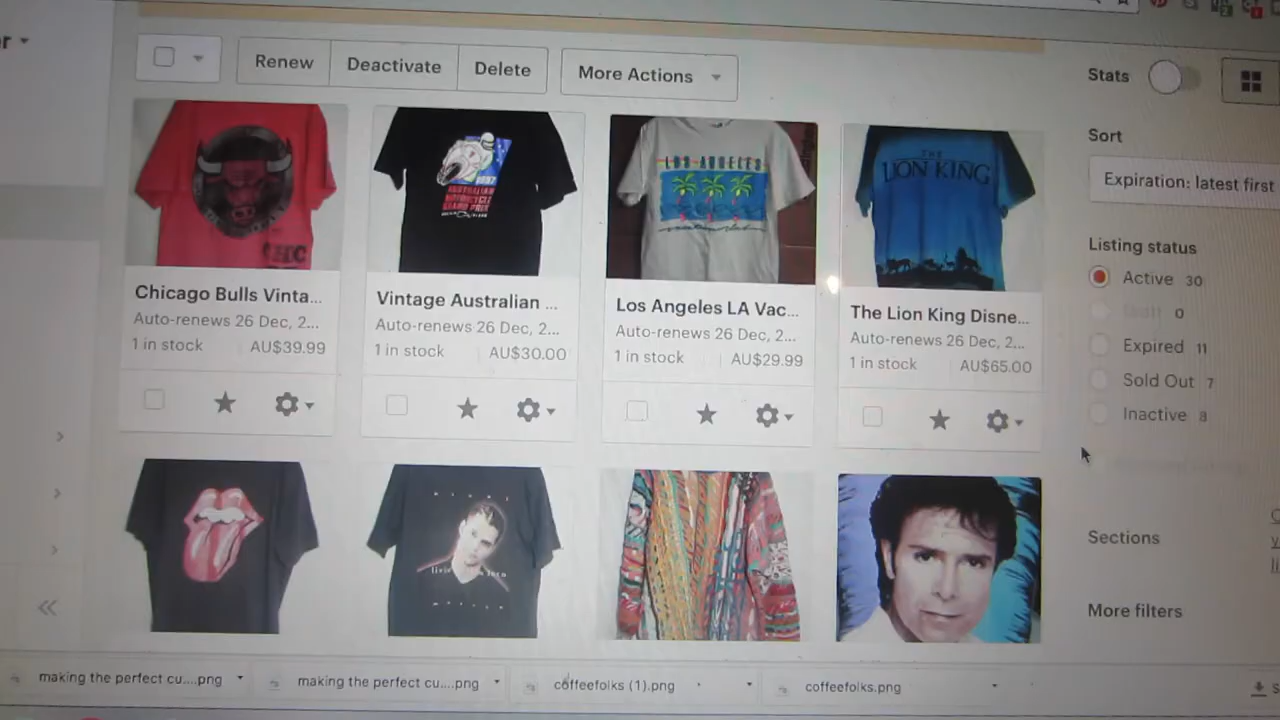 r
Renew
Deactivate
Delete
More Actions
Stats
Sort
Expiration: latest first
Listing status
Active 30
0
Expired 11
Sold Out 7
Inactive 8
Sections
More filters
LOS ANGELES
THE
LION KING
Chicago Bulls Vinta...
Auto-renews 26 Dec, 2...
1 in stock
AU$39.99
Vintage Australian ...
Auto-renews 26 Dec, 2...
1 in stock
AU$30.00
Los Angeles LA Vac...
Auto-renews 26 Dec, 2...
1 in stock
AU$29.99
The Lion King Disne...
Auto-renews 26 Dec, 2...
1 in stock
AU$65.00
making the perfect cu....png
making the perfect cu....png
coffeefolks (1).png
coffeefolks.png